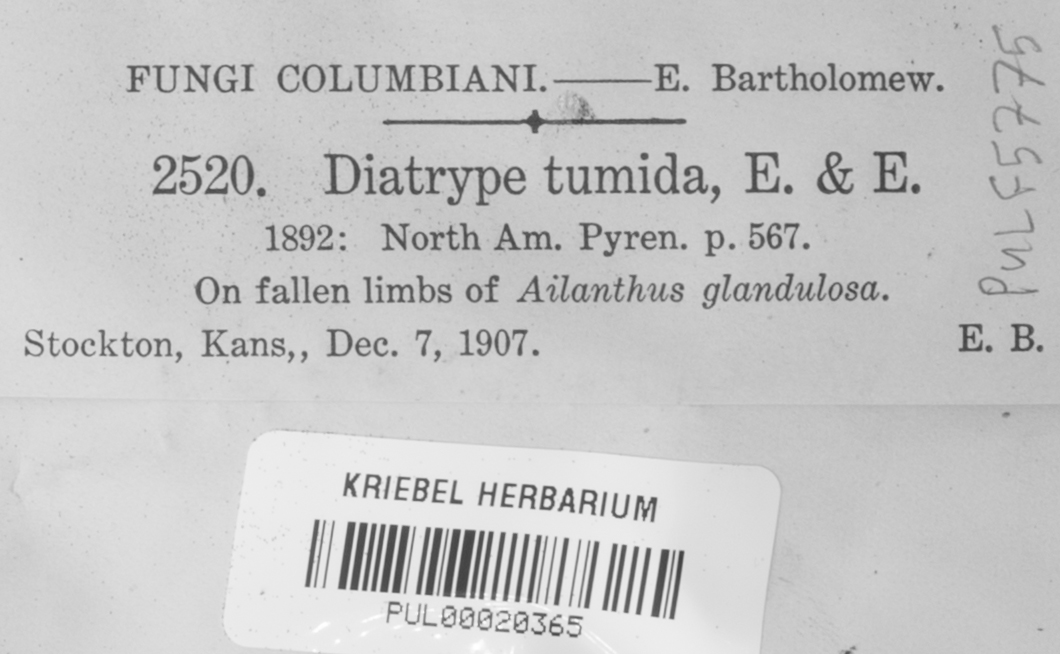 FUNGI COLUMBIANI.——E. Bartholomew.
2520. Diatrype tumida, E. & E.
1892: North Am. Pyren. p. 567.
On fallen limbs of Ailanthus glandulosa.
Stockton, Kans,, Dec. 7, 1907. E. B.
PUL F5775
KRIEBEL HERBARIUM
PUL00020365